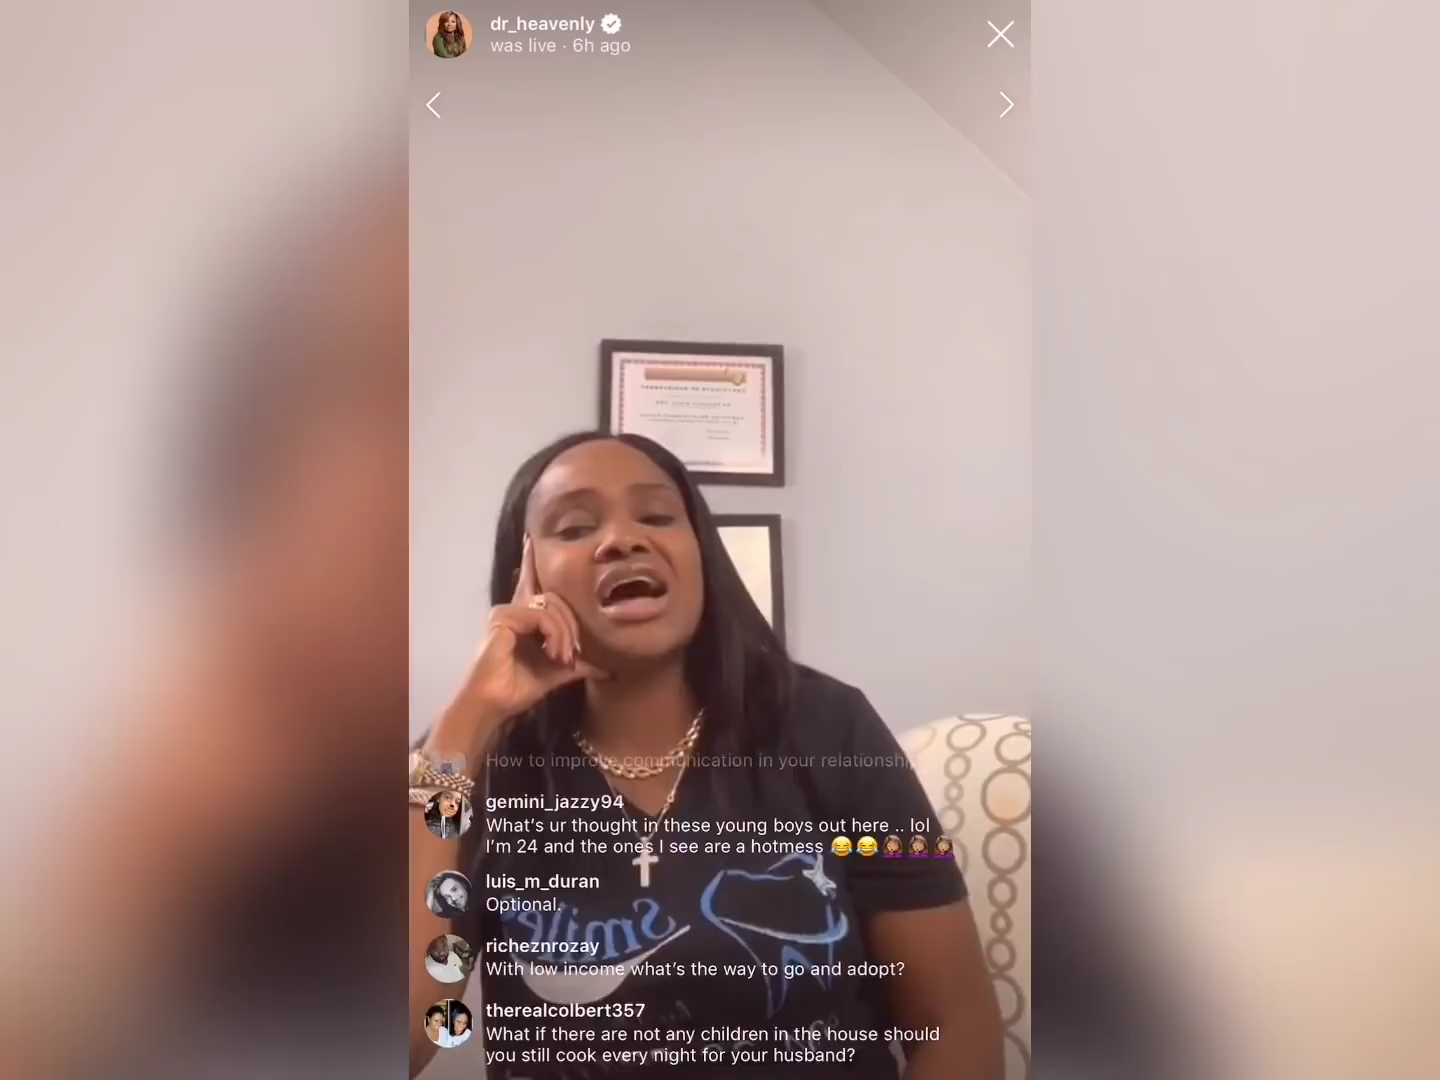 dr_heavenly
was live · 6h ago
How to improve communication in your relationship
gemini_jazzy94
What's ur thought in these young boys out here .. lol
I'm 24 and the ones I see are a hotmess 😂😂🤦🏽‍♀️🤦🏽‍♀️🤦🏽‍♀️
luis_m_duran
Optional.
Smile
richeznrozay
With low income what's the way to go and adopt?
therealcolbert357
What if there are not any children in the house should
you still cook every night for your husband?